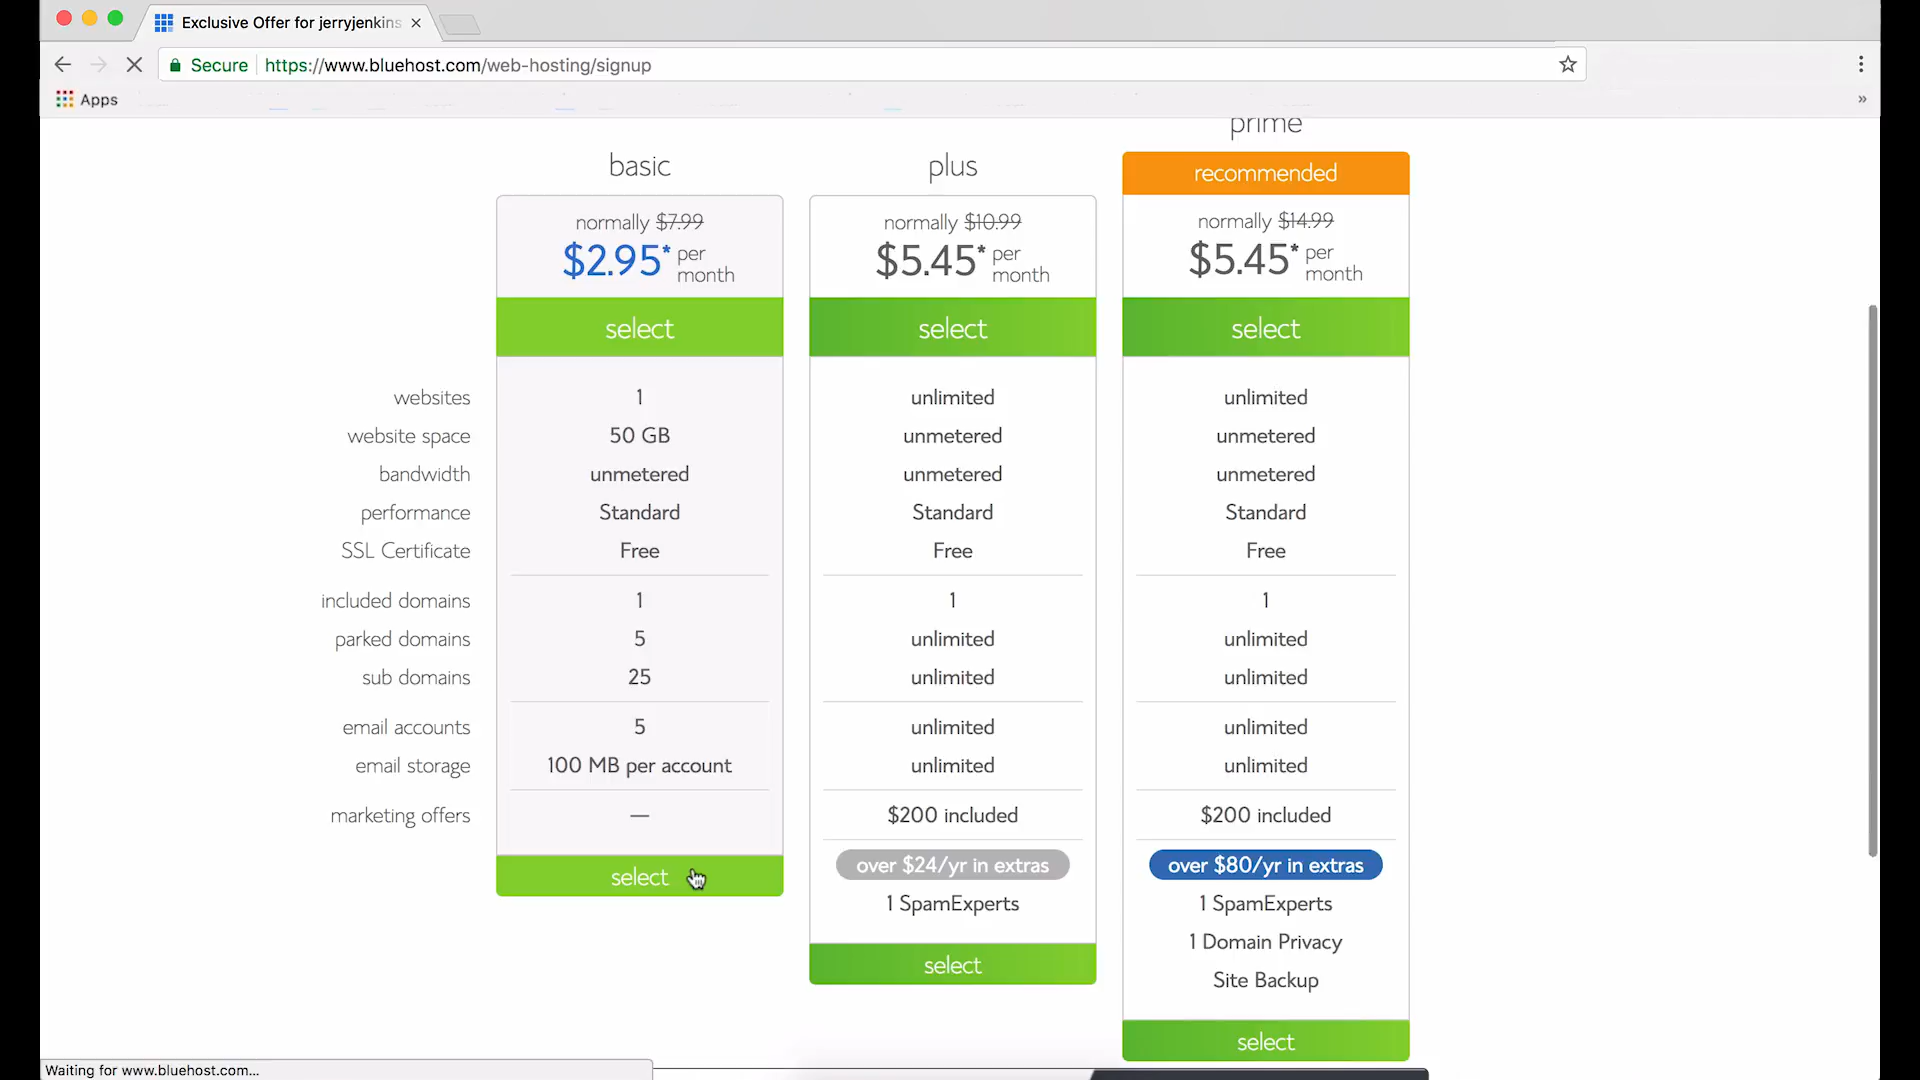 Exclusive Offer for jerryjenkins
Secure https://www.bluehost.com/web-hosting/signup
Apps
»
basic plus prime
recommended
normally $7.99 normally $10.99 normally $14.99
$2.95* per month $5.45* per month $5.45* per month
select select select
websites 1 unlimited unlimited
website space 50 GB unmetered unmetered
bandwidth unmetered unmetered unmetered
performance Standard Standard Standard
SSL Certificate Free Free Free
included domains 1 1 1
parked domains 5 unlimited unlimited
sub domains 25 unlimited unlimited
email accounts 5 unlimited unlimited
email storage 100 MB per account unlimited unlimited
marketing offers — $200 included $200 included
over $24/yr in extras over $80/yr in extras
select 1 SpamExperts 1 SpamExperts
1 Domain Privacy
select Site Backup
select
Waiting for www.bluehost.com...